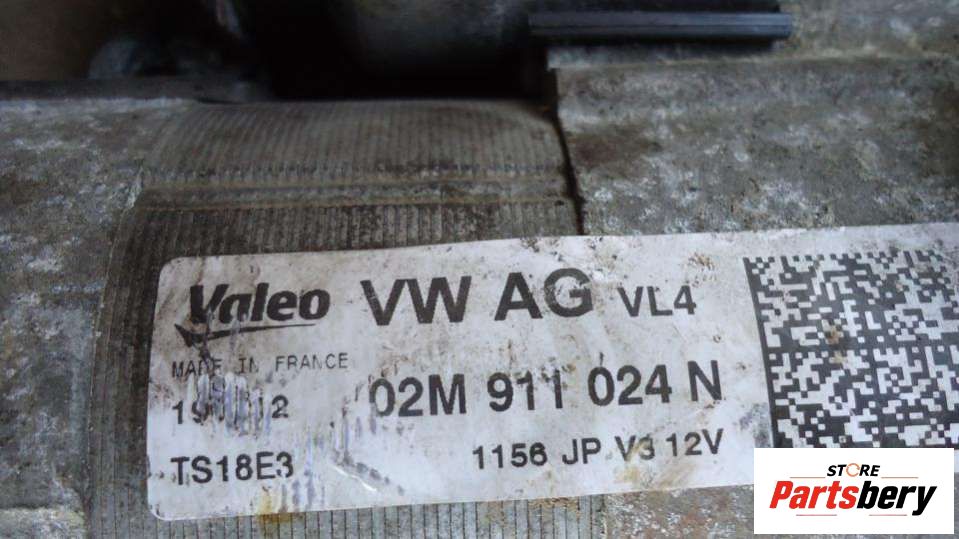 Valeo VW AG VL4
MADE IN FRANCE
02M 911 024 N
TS18E3 1156 JP V3 12V
STORE
Partsbery